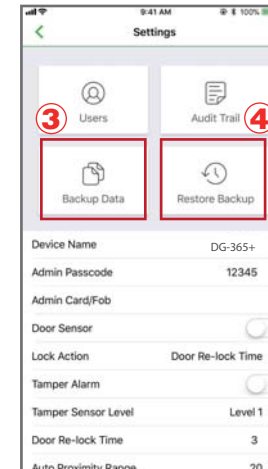 9:41 AM 100%
Settings
3 Users Audit Trail 4
Backup Data Restore Backup
Device Name DG-365+
Admin Passcode 12345
Admin Card/Fob
Door Sensor
Lock Action Door Re-lock Time
Tamper Alarm
Tamper Sensor Level Level 1
Door Re-lock Time 3
Auto Proximity Range 20